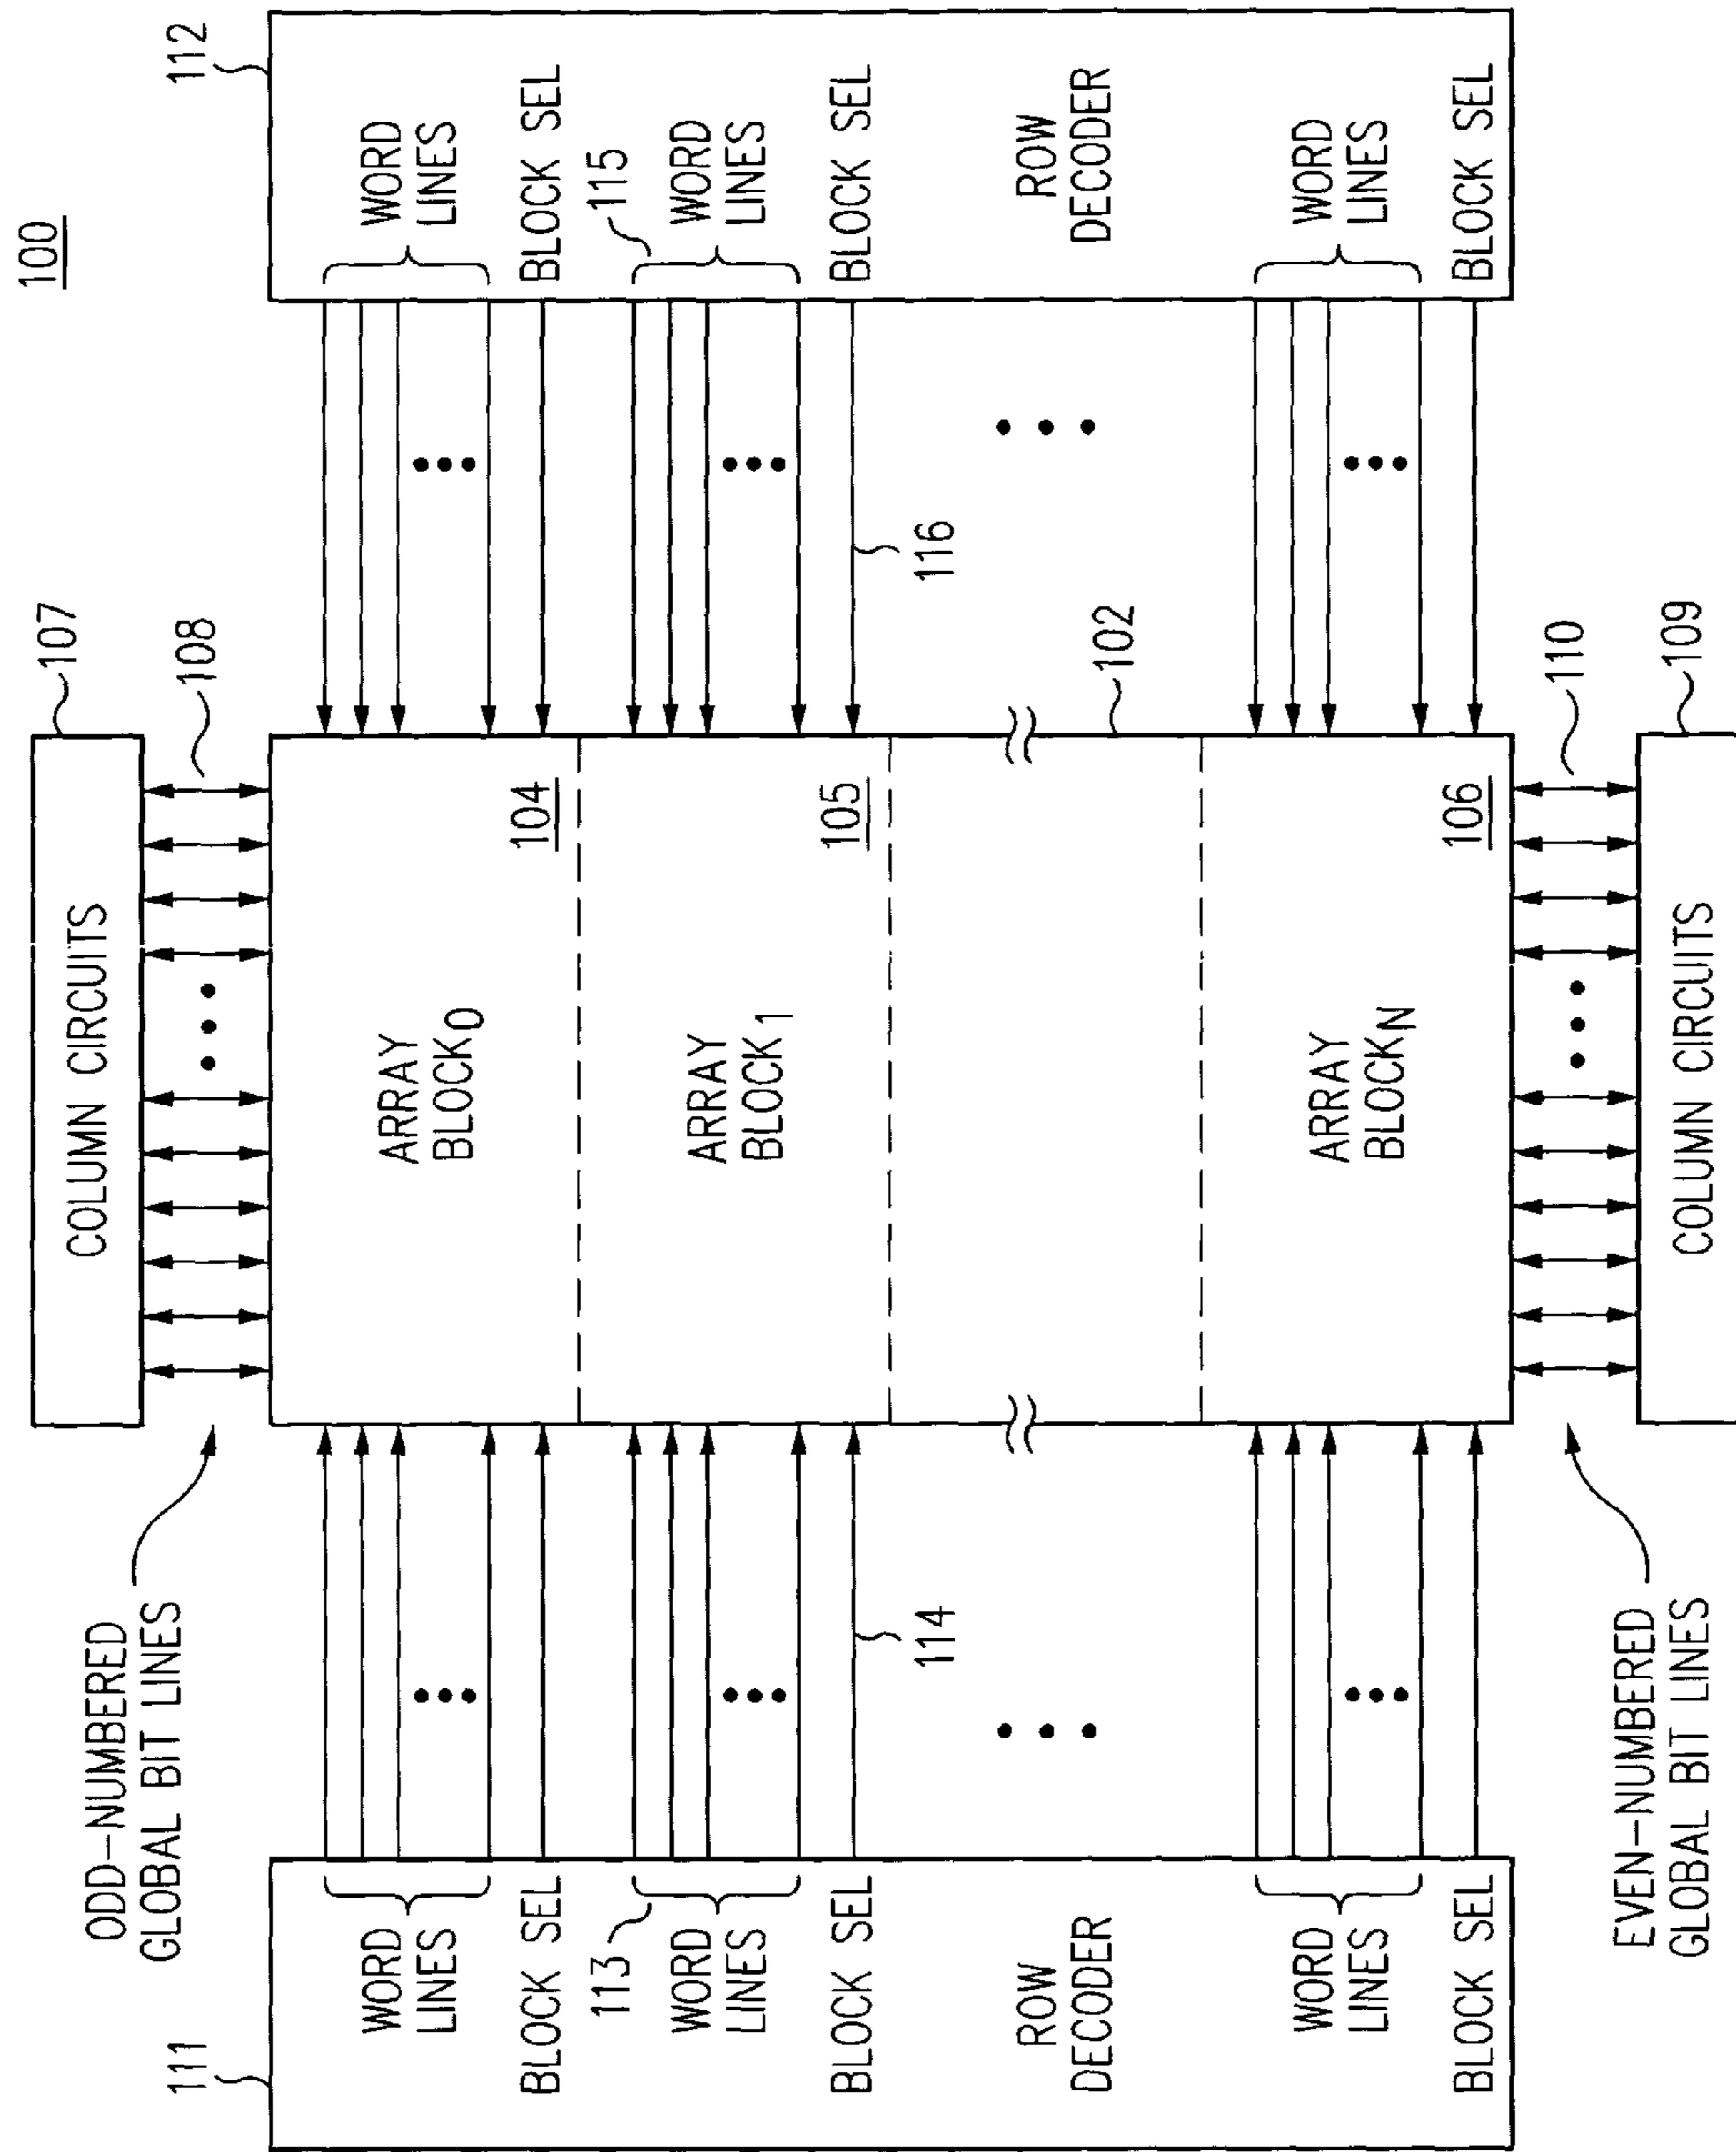 100
COLUMN CIRCUITS
107
ODD-NUMBERED
GLOBAL BIT LINES
108
111
112
WORD
LINES
ARRAY
BLOCK0
WORD
LINES
BLOCK SEL
104
BLOCK SEL
113
115
WORD
LINES
ARRAY
BLOCK1
WORD
LINES
BLOCK SEL
105
BLOCK SEL
114
116
ROW
DECODER
102
ROW
DECODER
WORD
LINES
ARRAY
BLOCKN
WORD
LINES
BLOCK SEL
106
BLOCK SEL
110
EVEN-NUMBERED
GLOBAL BIT LINES
COLUMN CIRCUITS
109